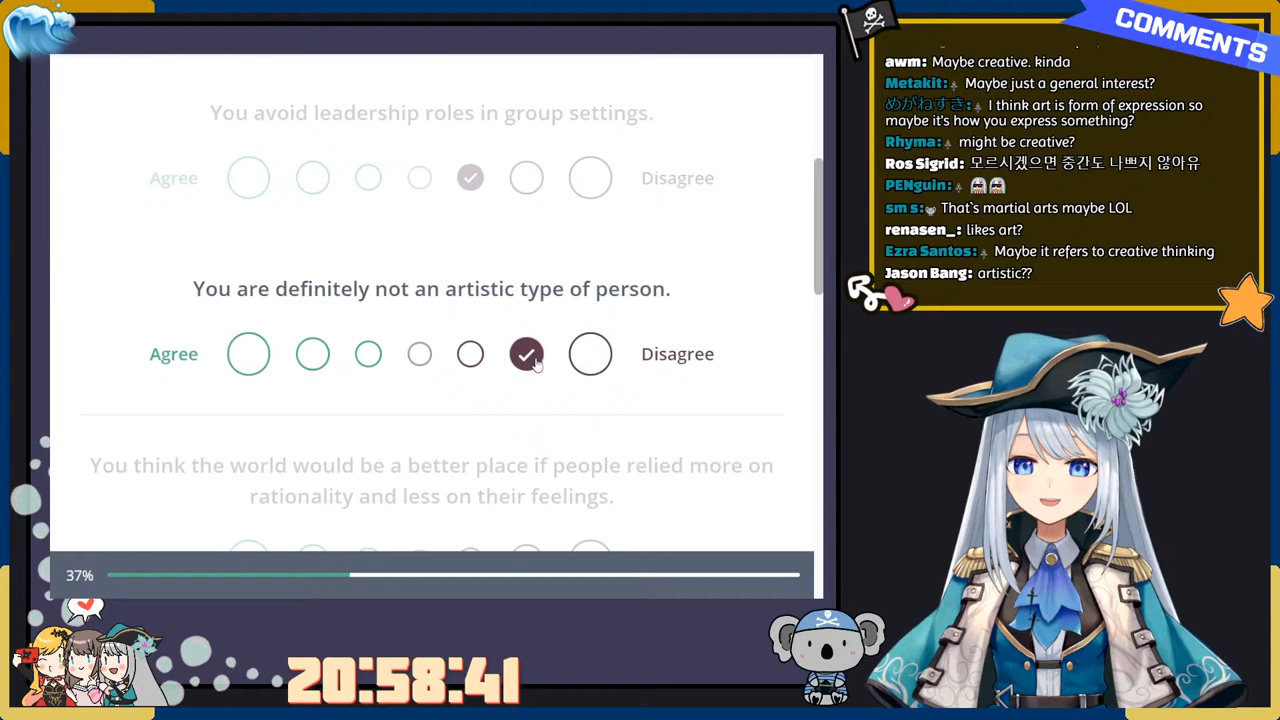 COMMENTS
awm: Maybe creative. kinda
Metakit: Maybe just a general interest?
めがねすき: I think art is form of expression so
maybe it's how you express something?
Rhyma: might be creative?
Ros Sigrid: 모르시겠으면 중간도 나쁘지 않아유
PENguin:
sm s: That`s martial arts maybe LOL
renasen_: likes art?
Ezra Santos: Maybe it refers to creative thinking
Jason Bang: artistic??
You avoid leadership roles in group settings.
Agree Disagree
You are definitely not an artistic type of person.
Agree Disagree
You think the world would be a better place if people relied more on
rationality and less on their feelings.
37%
20:58:41